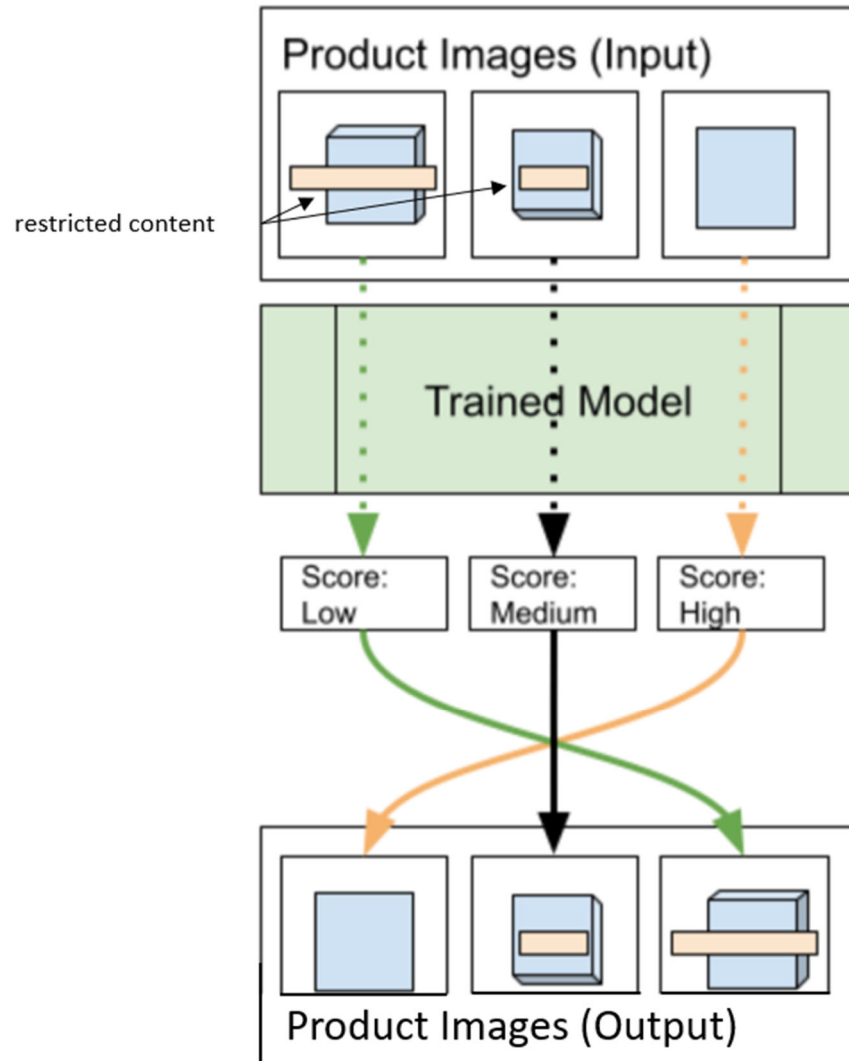 Product Images (Input)
restricted content
Trained Model
Score:
Low
Score:
Medium
Score:
High
Product Images (Output)